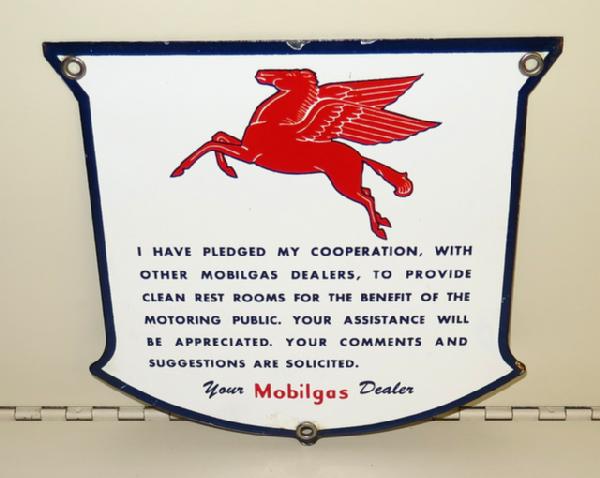 I HAVE PLEDGED MY COOPERATION, WITH
OTHER MOBILGAS DEALERS, TO PROVIDE
CLEAN REST ROOMS FOR THE BENEFIT OF THE
MOTORING PUBLIC. YOUR ASSISTANCE WILL
BE APPRECIATED. YOUR COMMENTS AND
SUGGESTIONS ARE SOLICITED.
Your Mobilgas Dealer